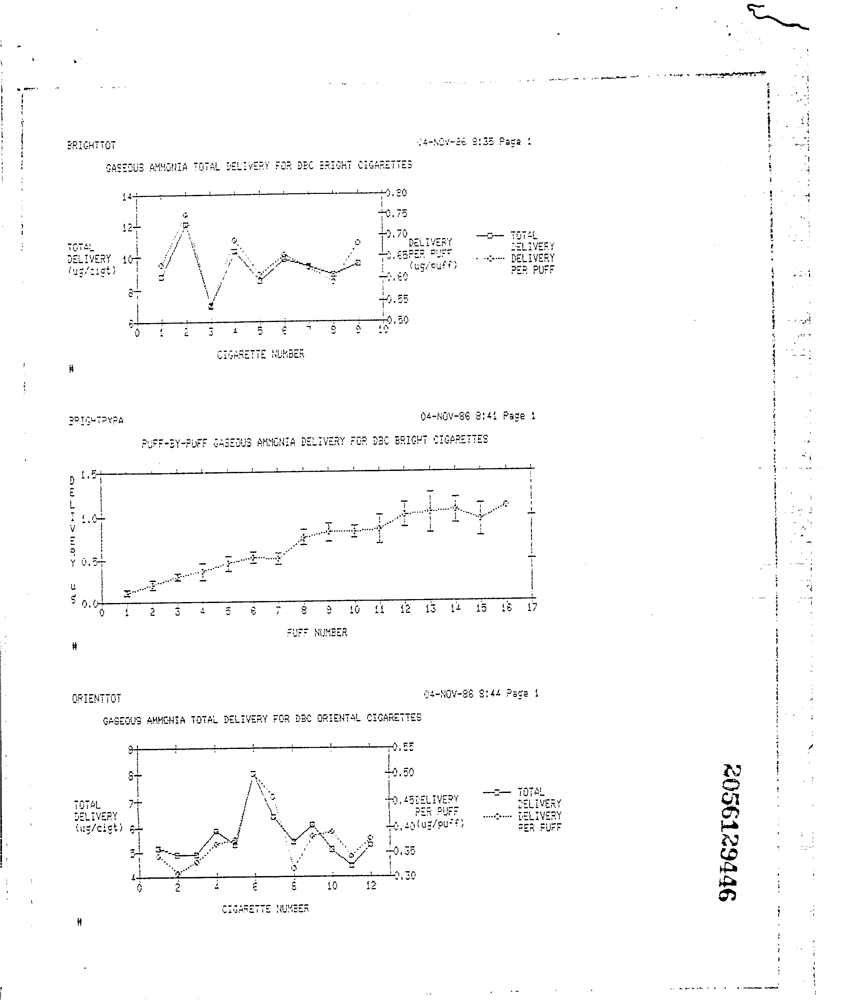 BRIGHTTOT 04-NOV-86 8:35 Page 1
GASEOUS AMMONIA TOTAL DELIVERY FOR DBC BRIGHT CIGARETTES
14 0.80
0.75
12 0.70
TOTAL DELIVERY TOTAL
DELIVERY 10 0.65 PER PUFF DELIVERY
(ug/cigt) (ug/puff) DELIVERY
0.60 PER PUFF
8 0.55
6 0.50
0 1 2 3 4 5 6 7 8 9 10
CIGARETTE NUMBER
#
BRIGHTPYPA 04-NOV-86 8:41 Page 1
PUFF-BY-PUFF GASEOUS AMMONIA DELIVERY FOR DBC BRIGHT CIGARETTES
DELIVERY ug
1.5
1.0
0.5
0.0
0 1 2 3 4 5 6 7 8 9 10 11 12 13 14 15 16 17
PUFF NUMBER
#
ORIENTTOT 04-NOV-86 8:44 Page 1
GASEOUS AMMONIA TOTAL DELIVERY FOR DBC ORIENTAL CIGARETTES
9 0.55
8 0.50
TOTAL 7 0.45 DELIVERY TOTAL
DELIVERY PER PUFF DELIVERY
(ug/cigt) 6 0.40 (ug/puff) DELIVERY
PER PUFF
5 0.35
4 0.30
0 2 4 6 8 10 12
CIGARETTE NUMBER
#
2056129446